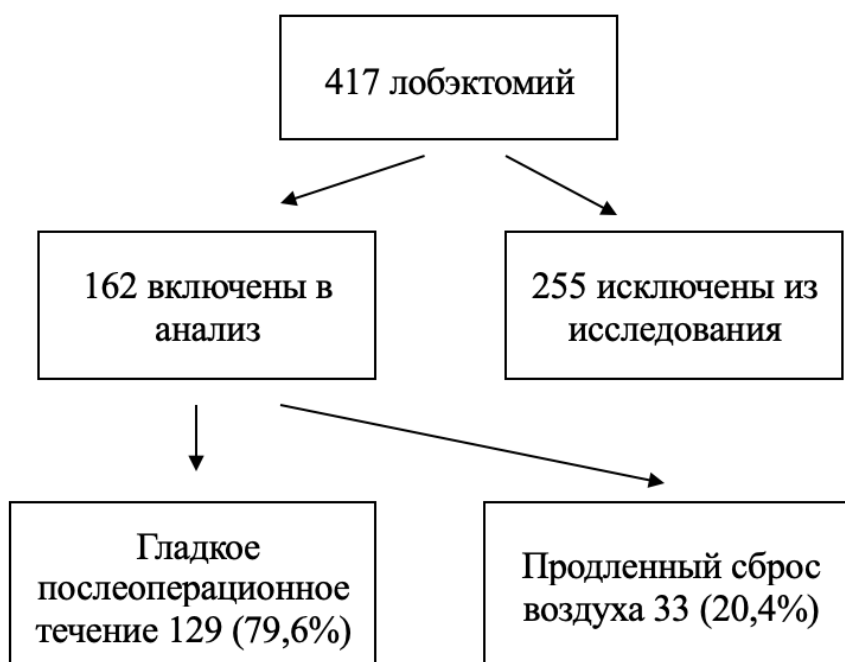 417 лобэктомий
162 включены в
анализ
255 исключены из
исследования
Гладкое
послеоперационное
течение 129 (79,6%)
Продленный сброс
воздуха 33 (20,4%)